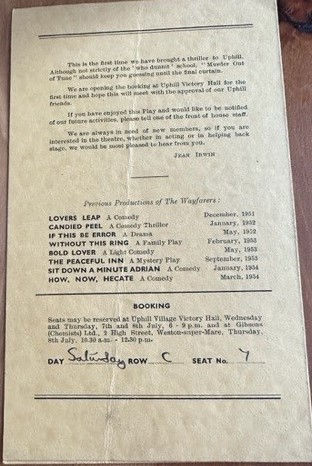 This is the first time we have brought a thriller to Uphill.
Although not strictly of the "who dunnit" school, "Murder Out
of Tune" should keep you guessing until the final curtain.
We are opening the booking at Uphill Victory Hall for the
first time and hope this will meet with the approval of our Uphill
friends.
If you have enjoyed this Play and would like to be notified
of our future activities, please tell one of the front of house staff.
We are always in need of new members, so if you are
interested in the theatre, whether in acting or in helping back
stage, we would be most pleased to hear from you.
Jean Irwin
Previous Productions of The Wayfarers :
LOVERS LEAP A Comedy December, 1951
CANDIED PEEL A Comedy Thriller January, 1952
IF THIS BE ERROR A Drama May, 1952
WITHOUT THIS RING A Family Play February, 1953
BOLD LOVER A Light Comedy May, 1953
THE PEACEFUL INN A Mystery Play September, 1953
SIT DOWN A MINUTE ADRIAN A Comedy January, 1954
HOW, NOW, HECATE A Comedy March, 1954
BOOKING
Seats may be reserved at Uphill Village Victory Hall, Wednesday
and Thursday, 7th and 8th July, 6 - 9 p.m. and at Gibsons
(Chemists) Ltd., 2 High Street, Weston-super-Mare, Thursday,
8th July. 10.30 a.m. - 12.30 p.m.
DAY Saturday ROW C SEAT No. 7